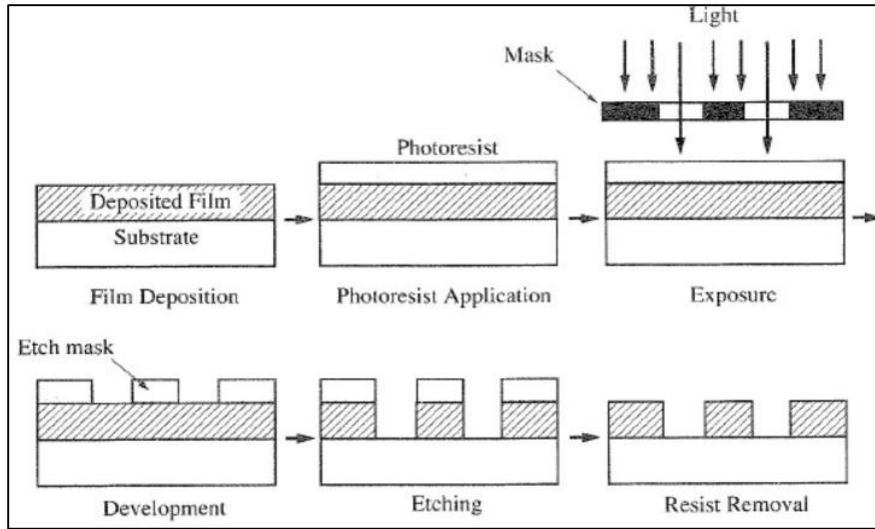 Light
Mask
Photoresist
Deposited Film
Substrate
Film Deposition
Photoresist Application
Exposure
Etch mask
Development
Etching
Resist Removal